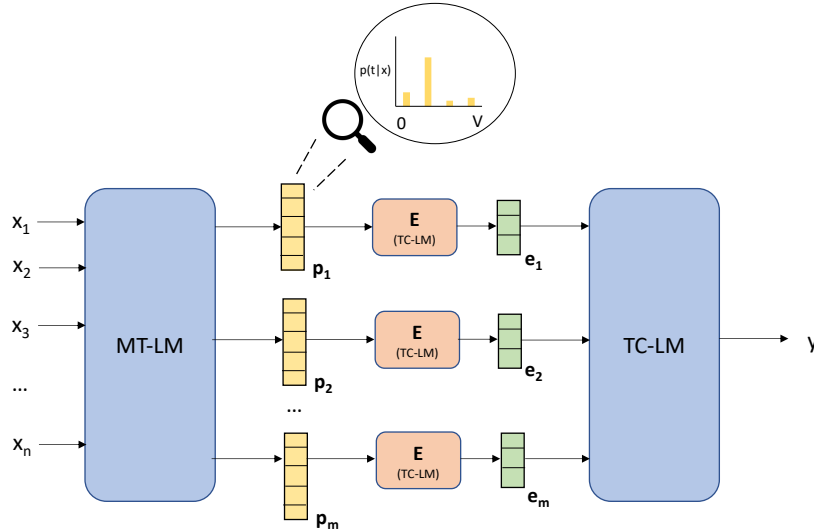 p(t|x)
0 V
x1
x2
x3
...
xn
MT-LM
p1
p2
...
pm
E
(TC-LM)
E
(TC-LM)
E
(TC-LM)
e1
e2
em
TC-LM
y